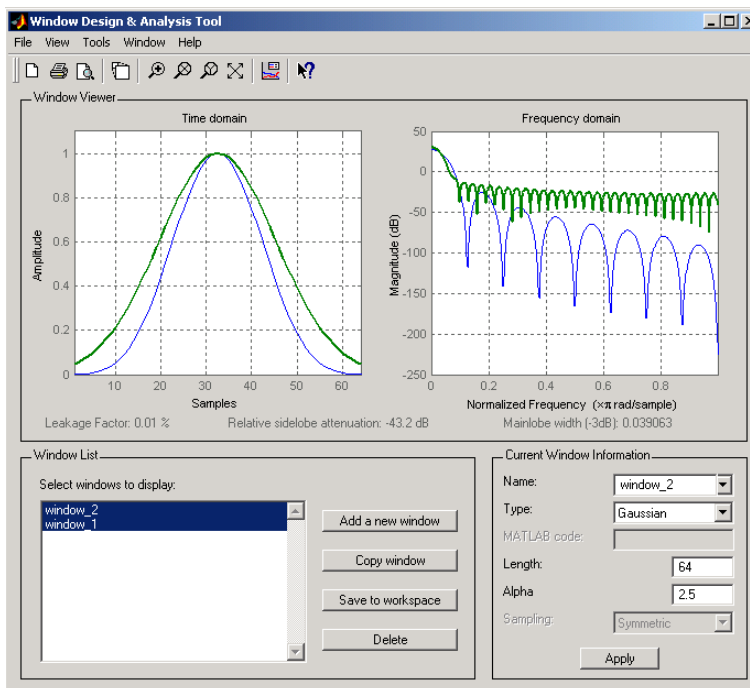 Window Design & Analysis Tool
File View Tools Window Help
Window Viewer
Time domain
Frequency domain
1
0.8
0.6
0.4
0.2
0
Amplitude
10 20 30 40 50 60
Samples
50
0
-50
-100
-150
-200
-250
Magnitude (dB)
0 0.2 0.4 0.6 0.8
Normalized Frequency (×π rad/sample)
Leakage Factor: 0.01 %
Relative sidelobe attenuation: -43.2 dB
Mainlobe width (-3dB): 0.039063
Window List
Select windows to display:
window_2
window_1
Add a new window
Copy window
Save to workspace
Delete
Current Window Information
Name: window_2
Type: Gaussian
MATLAB code:
Length: 64
Alpha 2.5
Sampling: Symmetric
Apply